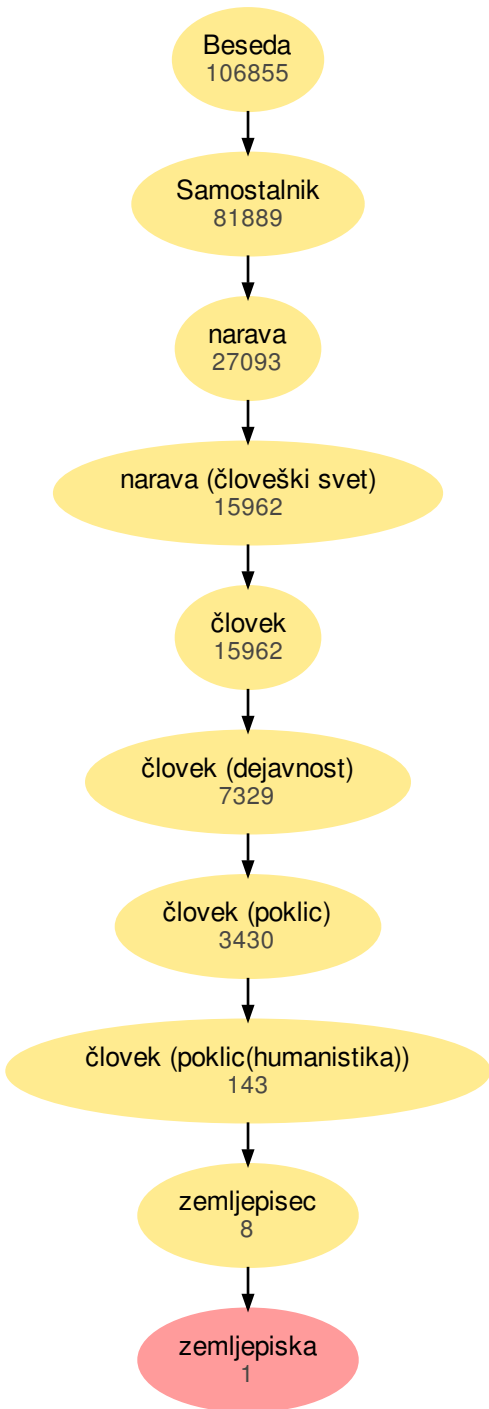 Beseda
106855
Samostalnik
81889
narava
27093
narava (človeški svet)
15962
človek
15962
človek (dejavnost)
7329
človek (poklic)
3430
človek (poklic(humanistika))
143
zemljepisec
8
zemljepiska
1